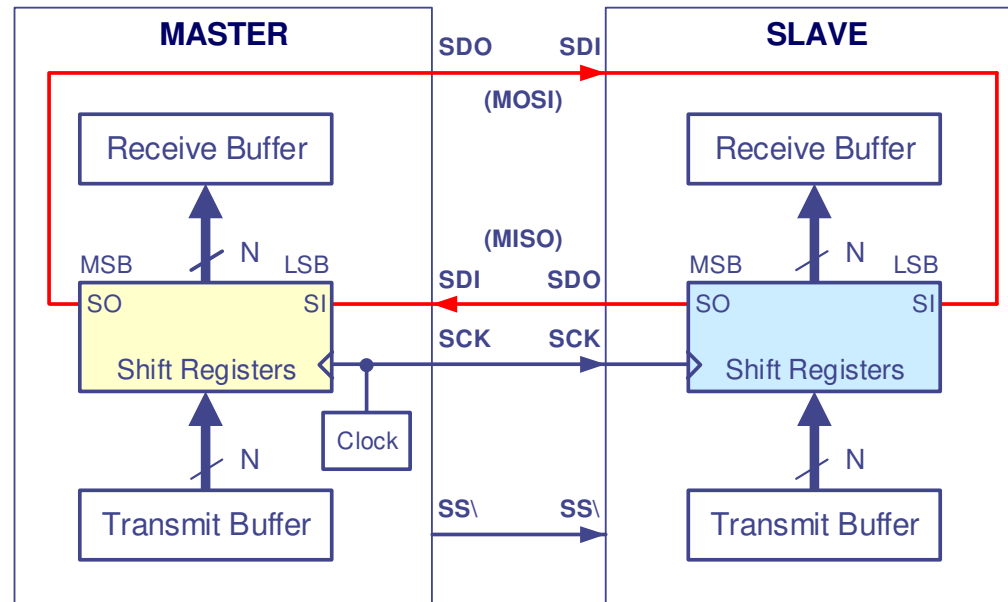 MASTER
SLAVE
SDO SDI
(MOSI)
Receive Buffer
Receive Buffer
N
N
(MISO)
MSB LSB
MSB LSB
SDI SDO
SO SI
SO SI
SCK SCK
Shift Registers
Shift Registers
Clock
N
N
SS\ SS\
Transmit Buffer
Transmit Buffer